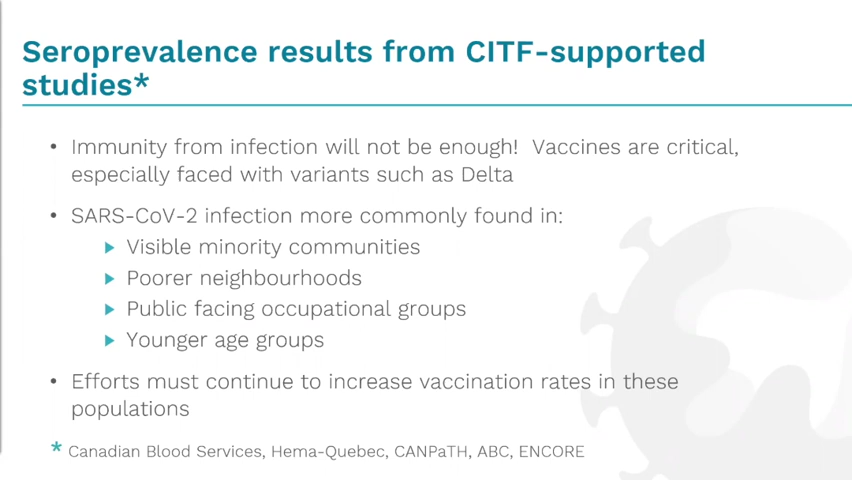 Seroprevalence results from CITF-supported
studies*
• Immunity from infection will not be enough!  Vaccines are critical,
especially faced with variants such as Delta
• SARS-CoV-2 infection more commonly found in:
▶ Visible minority communities
▶ Poorer neighbourhoods
▶ Public facing occupational groups
▶ Younger age groups
• Efforts must continue to increase vaccination rates in these
populations
* Canadian Blood Services, Hema-Quebec, CANPaTH, ABC, ENCORE